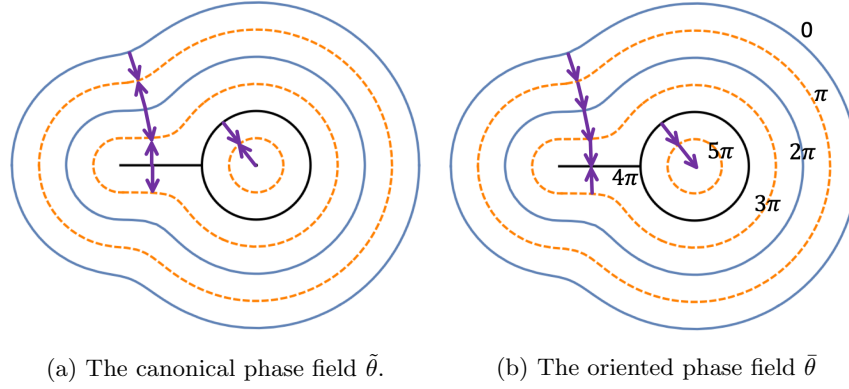 0
π
2π
5π
4π
3π
(a) The canonical phase field θ̃.
(b) The oriented phase field θ̄